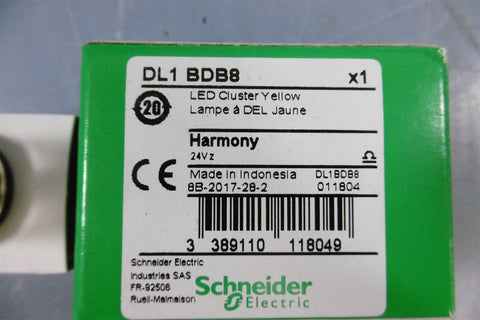 DL1 BDB8 x1
20
LED Cluster Yellow
Lampe à DEL Jaune
Harmony
24V z
Made in Indonesia DL1BDB8
8B-2017-28-2 011804
3 389110 118049
Schneider Electric
Industries SAS
FR-92506
Rueil-Malmaison
Schneider
Electric